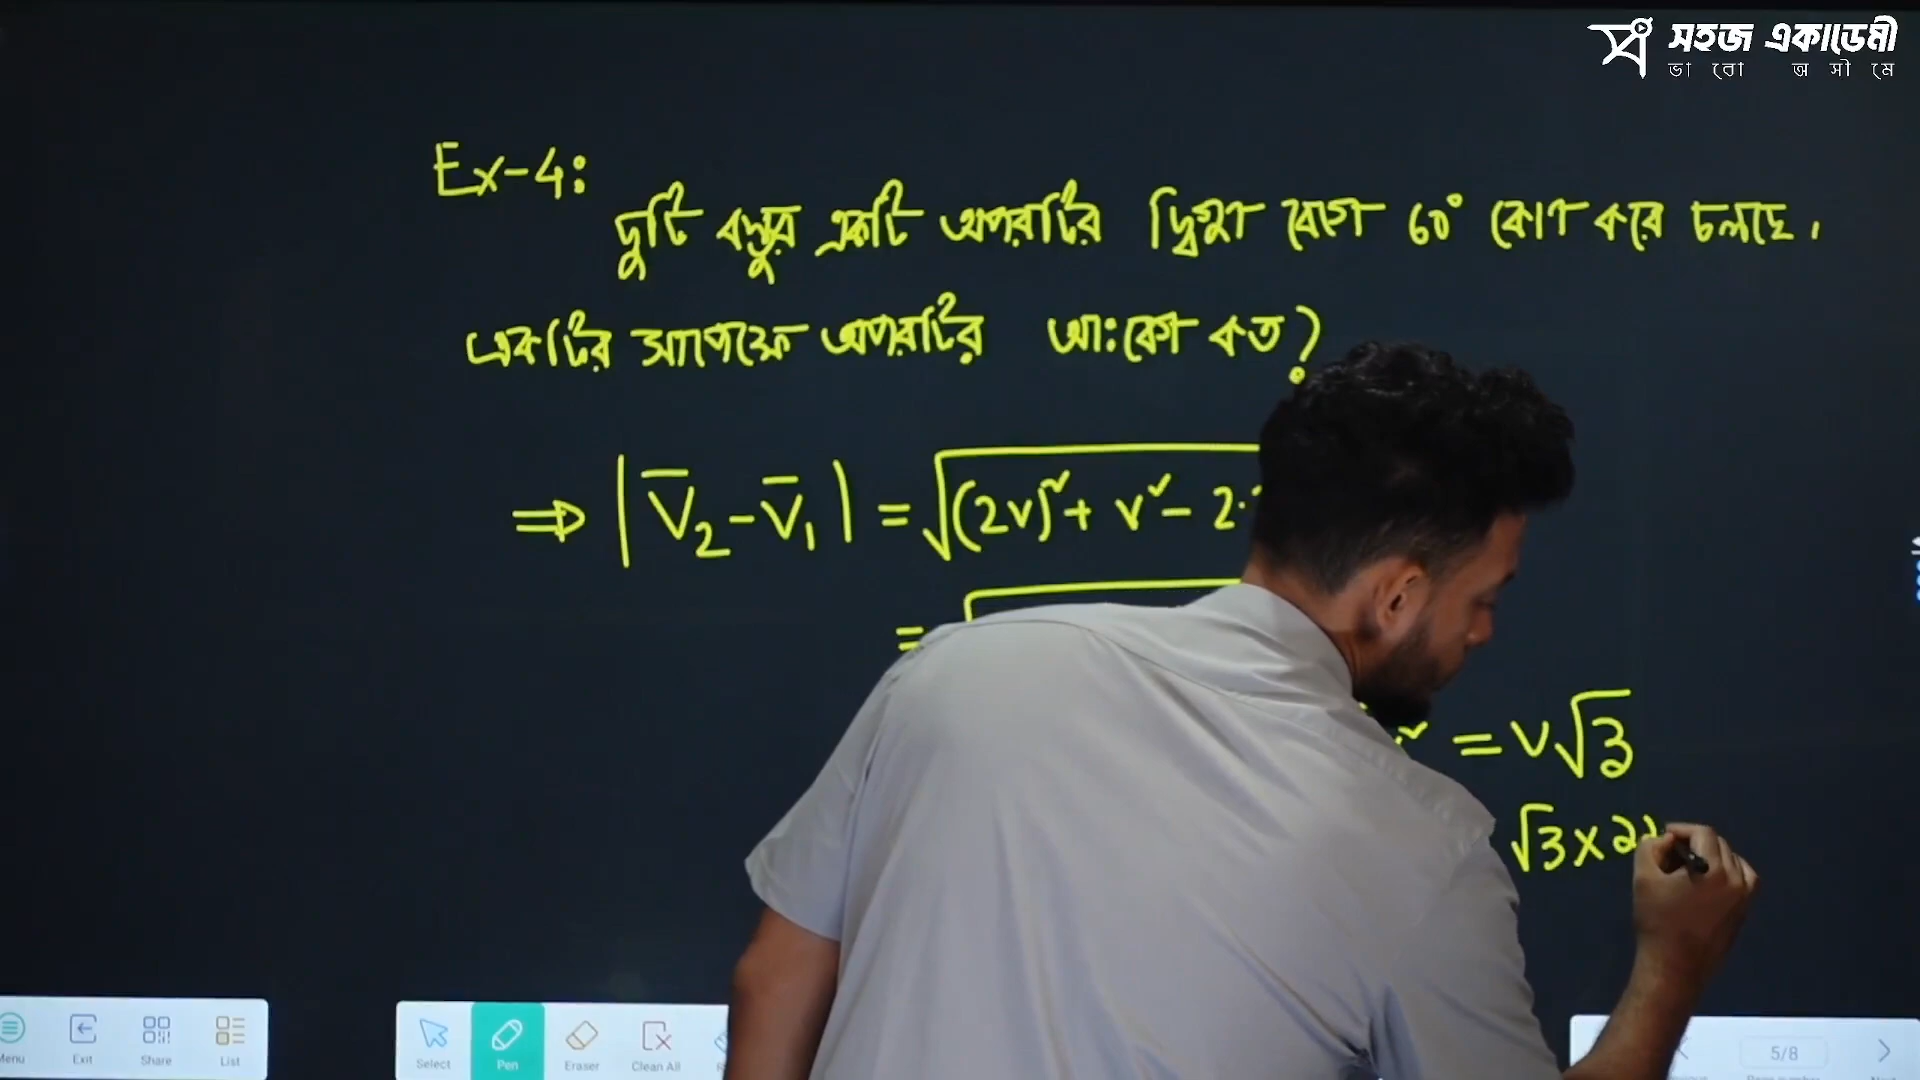 সহজ একাডেমী
ভাবো অসীমে
Ex-4:
দুটি বস্তুর একটি অপরটির দ্বিগুণ বেগে 60° কোণ করে চলছে।
একটির সাপেক্ষে অপরটির আঃবেগ কত?
⇒ |V̅₂ - V̅₁| = √(2v)² + v² - 2·
=
= v√3
√3 x
Menu
Exit
Share
List
Select
Pen
Eraser
Clean All
5/8